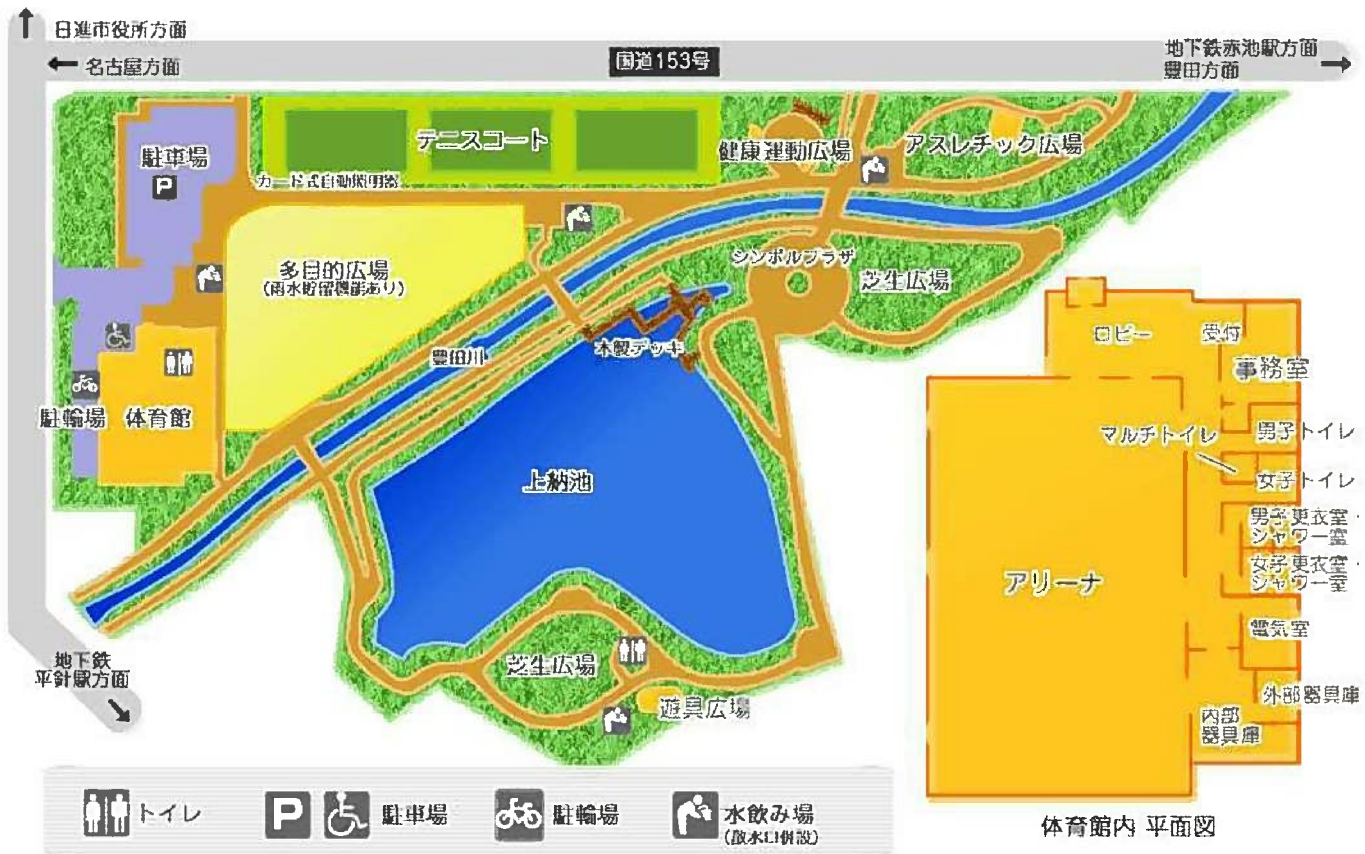 日進市役所方面
名古屋方面
国道153号
地下鉄赤池駅方面
豊田方面
駐車場
P
テニスコート
カード式自動照明器
健康運動広場
アスレチック広場
多目的広場
(雨水貯留機能あり)
シンボルプラザ
芝生広場
木製デッキ
豊田川
駐輪場
体育館
上納池
芝生広場
遊具広場
地下鉄
平針駅方面
ロビー
受付
事務室
マルチトイレ
男子トイレ
女子トイレ
男子更衣室・
シャワー室
女子更衣室・
シャワー室
アリーナ
電気室
外部器具庫
内部
器具庫
体育館内 平面図
トイレ
P
駐車場
駐輪場
水飲み場
(散水口併設)